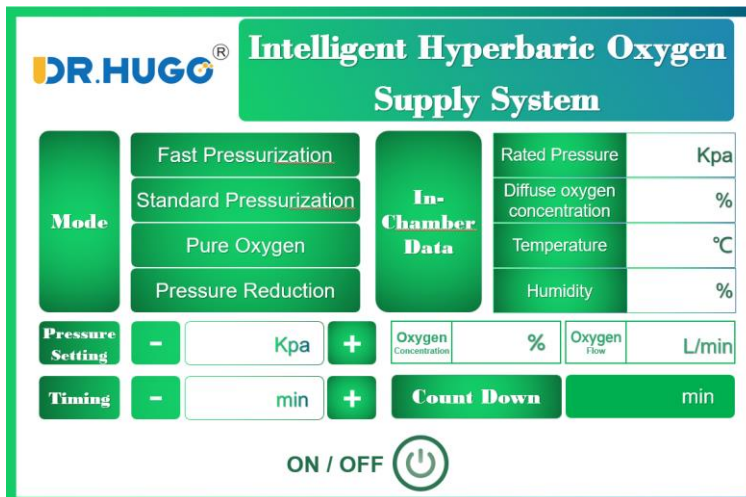 DR.HUGO®
Intelligent Hyperbaric Oxygen
Supply System
Mode
Fast Pressurization
Standard Pressurization
Pure Oxygen
Pressure Reduction
In-
Chamber
Data
Rated Pressure
Kpa
Diffuse oxygen
concentration
%
Temperature
℃
Humidity
%
Pressure
Setting
-
Kpa
+
Oxygen
Concentration
%
Oxygen
Flow
L/min
Timing
-
min
+
Count Down
min
ON / OFF